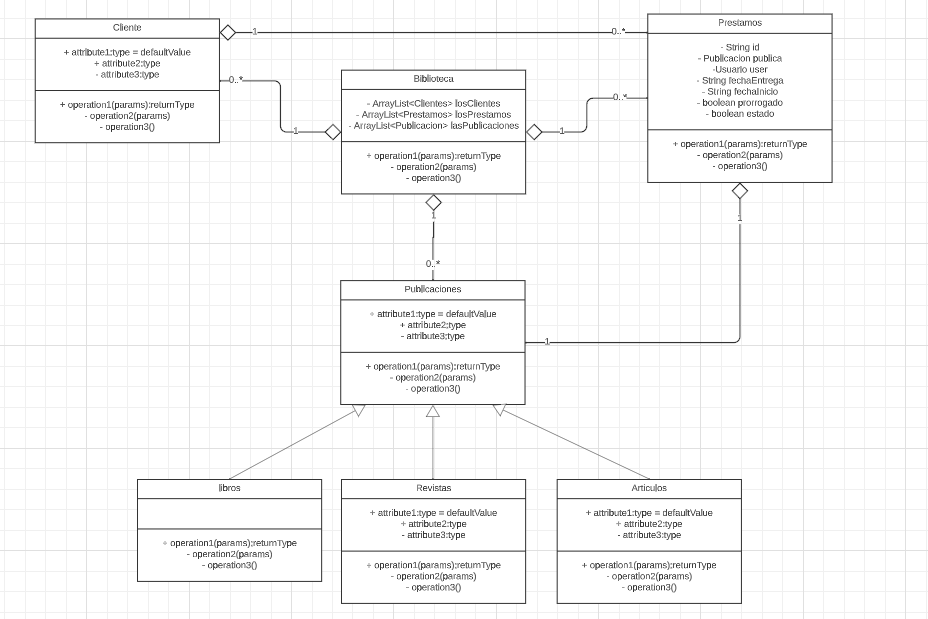 Cliente
+ attribute1:type = defaultValue
+ attribute2:type
- attribute3:type
+ operation1(params):returnType
- operation2(params)
- operation3()
1
0..*
Prestamos
- String id
- Publicacion publica
-Usuario user
- String fechaEntrega
- String fechaInicio
- boolean prorrogado
- boolean estado
+ operation1(params):returnType
- operation2(params)
- operation3()
0..*
1
Biblioteca
- ArrayList<Clientes> losClientes
- ArrayList<Prestamos> losPrestamos
- ArrayList<Publicacion> lasPublicaciones
+ operation1(params):returnType
- operation2(params)
- operation3()
1
0..*
1
0..*
1
1
Publicaciones
+ attribute1:type = defaultValue
+ attribute2:type
- attribute3:type
+ operation1(params):returnType
- operation2(params)
- operation3()
libros
+ operation1(params):returnType
- operation2(params)
- operation3()
Revistas
+ attribute1:type = defaultValue
+ attribute2:type
- attribute3:type
+ operation1(params):returnType
- operation2(params)
- operation3()
Articulos
+ attribute1:type = defaultValue
+ attribute2:type
- attribute3:type
+ operation1(params):returnType
- operation2(params)
- operation3()